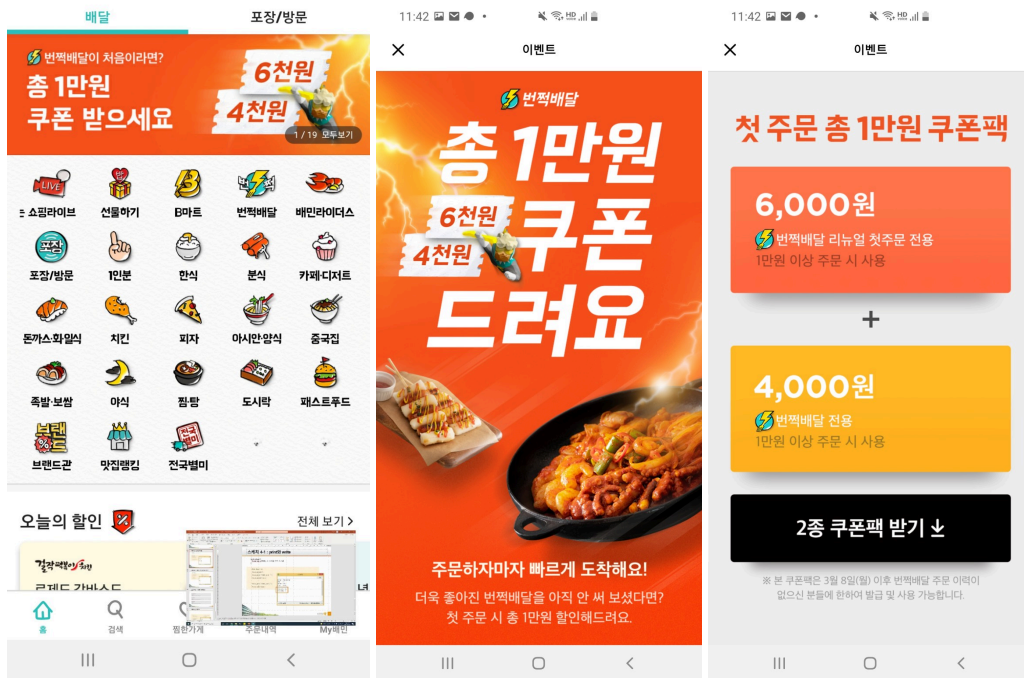 배달
포장/방문
번쩍배달이 처음이라면?
총 1만원
쿠폰 받으세요
6천원
4천원
1 / 19 모두보기
LIVE
쇼핑라이브
선물하기
B마트
번쩍배달
배민라이더스
포장
포장/방문
1인분
한식
분식
카페·디저트
돈까스·회·일식
치킨
피자
아시안·양식
중국집
족발·보쌈
야식
찜·탕
도시락
패스트푸드
브랜드관
맛집랭킹
전국별미
오늘의 할인
전체 보기 >
홈
검색
찜한가게
주문내역
My배민
11:42
이벤트
번쩍배달
총 1만원
6천원
4천원
쿠폰
드려요
주문하자마자 빠르게 도착해요!
더욱 좋아진 번쩍배달을 아직 안 써 보셨다면?
첫 주문 시 총 1만원 할인해드려요.
11:42
이벤트
첫 주문 총 1만원 쿠폰팩
6,000원
번쩍배달 리뉴얼 첫주문 전용
1만원 이상 주문 시 사용
+
4,000원
번쩍배달 전용
1만원 이상 주문 시 사용
2종 쿠폰팩 받기
※ 본 쿠폰팩은 3월 8일(월) 이후 번쩍배달 주문 이력이
없으신 분들에 한하여 발급 및 사용 가능합니다.